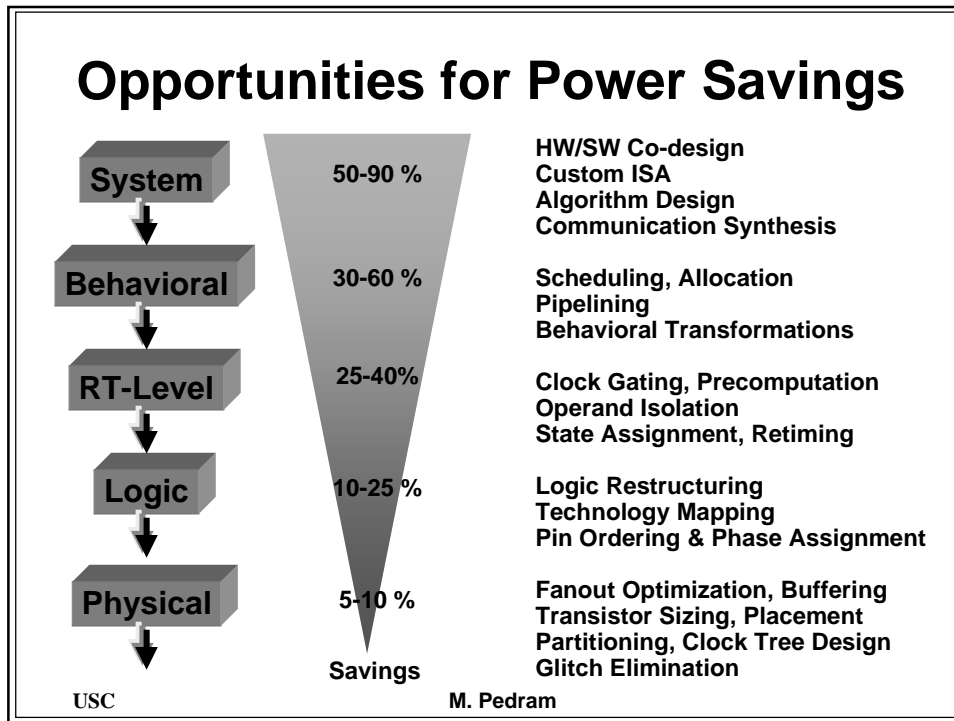 Opportunities for Power Savings
System
50-90 %
HW/SW Co-design
Custom ISA
Algorithm Design
Communication Synthesis
Behavioral
30-60 %
Scheduling, Allocation
Pipelining
Behavioral Transformations
RT-Level
25-40%
Clock Gating, Precomputation
Operand Isolation
State Assignment, Retiming
Logic
10-25 %
Logic Restructuring
Technology Mapping
Pin Ordering & Phase Assignment
Physical
5-10 %
Fanout Optimization, Buffering
Transistor Sizing, Placement
Partitioning, Clock Tree Design
Glitch Elimination
Savings
USC
M. Pedram